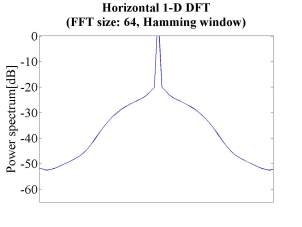 Horizontal 1-D DFT
(FFT size: 64, Hamming window)
Power spectrum[dB]
0
-10
-20
-30
-40
-50
-60